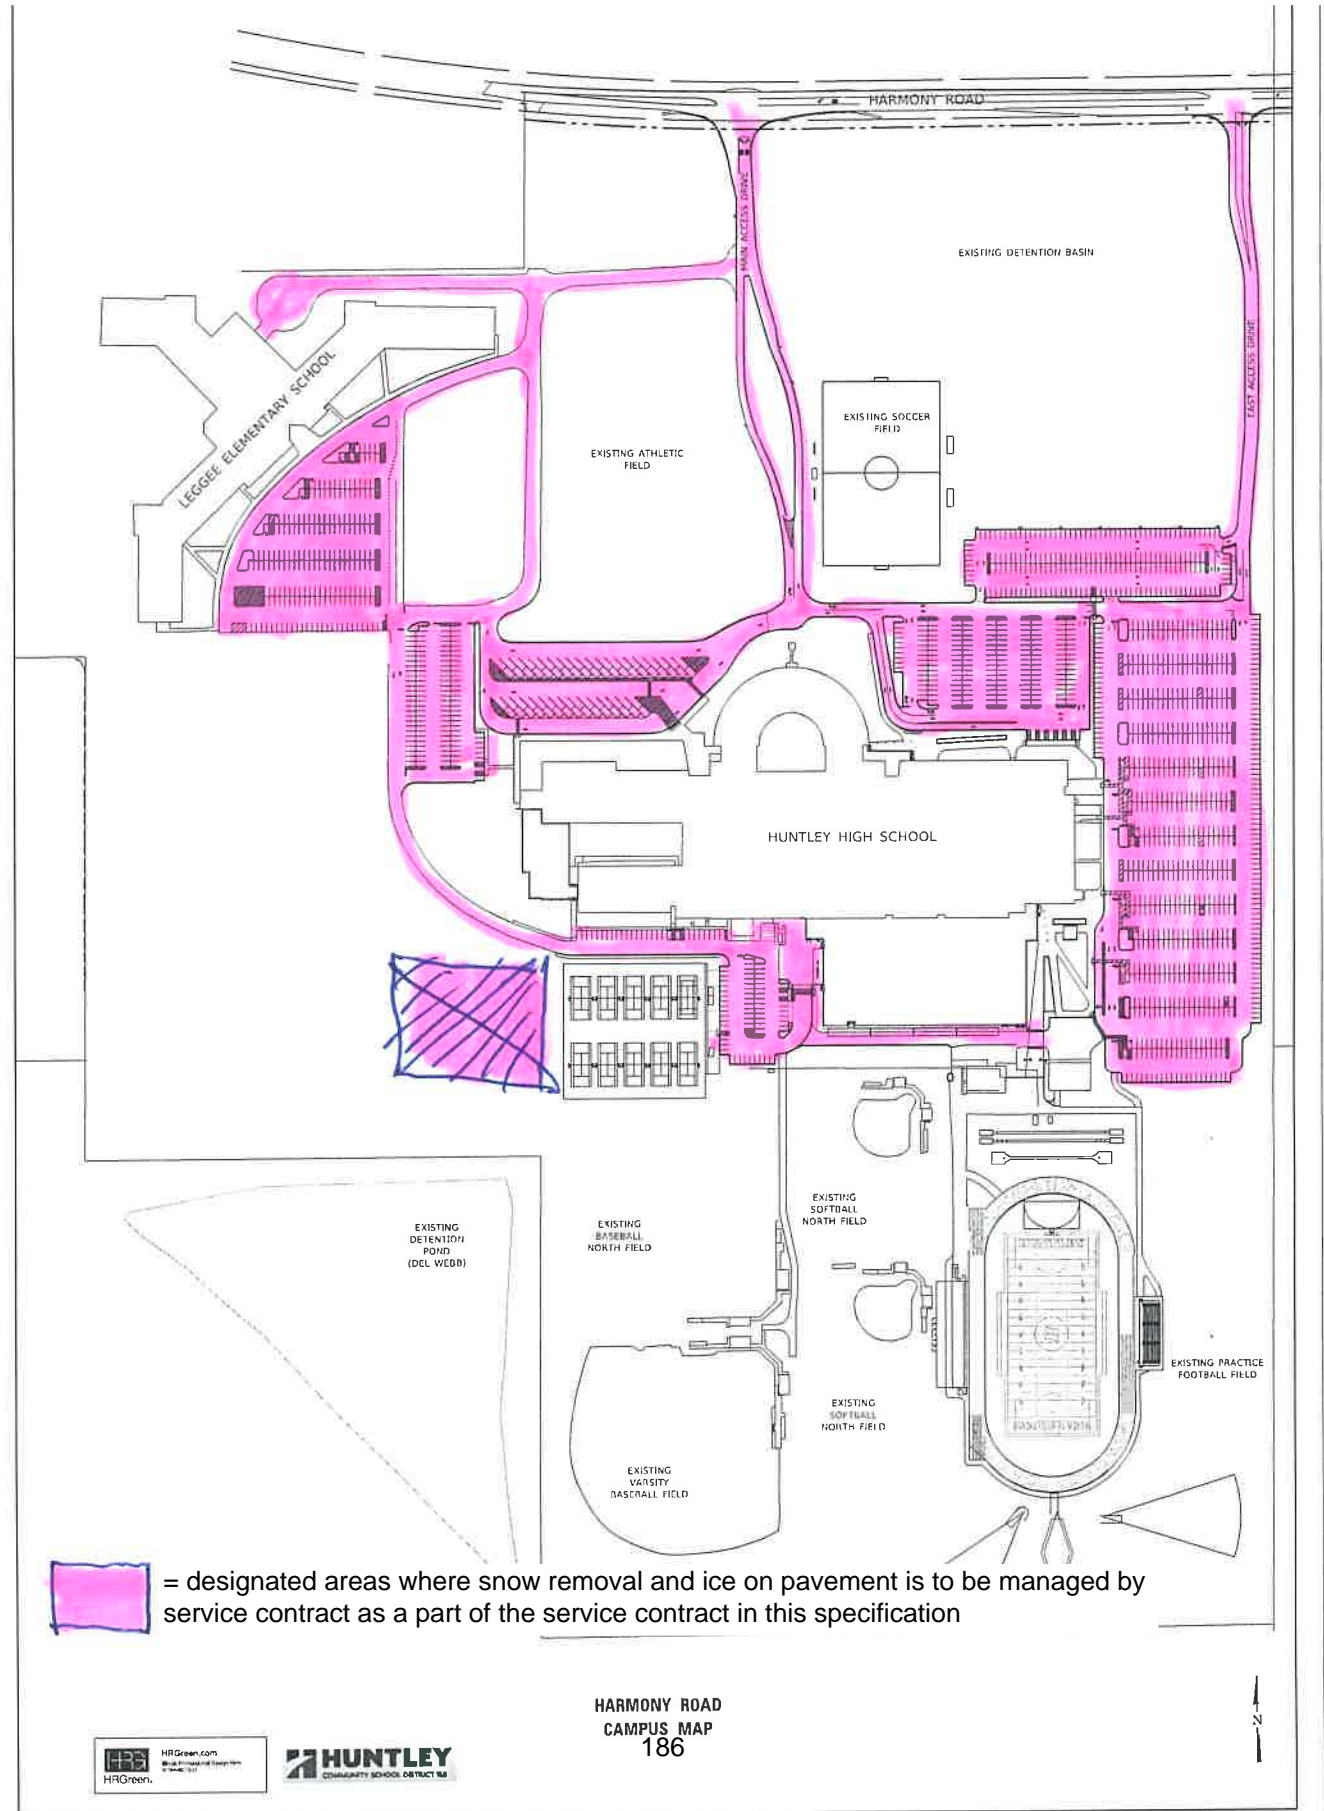 HARMONY ROAD
MAIN ACCESS DRIVE
EXISTING DETENTION BASIN
EAST ACCESS DRIVE
LEGGEE ELEMENTARY SCHOOL
EXISTING SOCCER
FIELD
EXISTING ATHLETIC
FIELD
HUNTLEY HIGH SCHOOL
EXISTING
SOFTBALL
NORTH FIELD
EXISTING
DETENTION
POND
(DEL WEBB)
EXISTING
BASEBALL
NORTH FIELD
EXISTING PRACTICE
FOOTBALL FIELD
EXISTING
SOFTBALL
NORTH FIELD
EXISTING
VARSITY
BASEBALL FIELD
= designated areas where snow removal and ice on pavement is to be managed by
service contract as a part of the service contract in this specification
HARMONY ROAD
CAMPUS MAP
186
N
HRG
HRGreen.com
HRGreen.
HUNTLEY
COMMUNITY SCHOOL DISTRICT 158